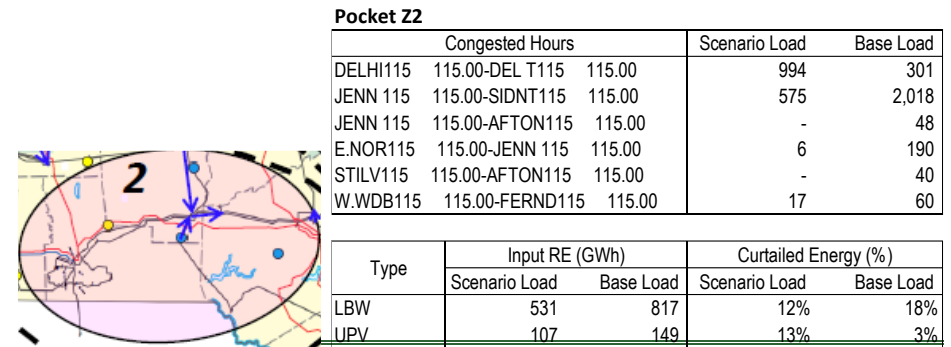 Pocket Z2
Congested Hours Scenario Load Base Load
DELHI115 115.00-DEL T115 115.00 994 301
JENN 115 115.00-SIDNT115 115.00 575 2,018
JENN 115 115.00-AFTON115 115.00 - 48
E.NOR115 115.00-JENN 115 115.00 6 190
STILV115 115.00-AFTON115 115.00 - 40
W.WDB115 115.00-FERND115 115.00 17 60
2
Type Input RE (GWh) Curtailed Energy (%)
Scenario Load Base Load Scenario Load Base Load
LBW 531 817 12% 18%
UPV 107 149 13% 3%